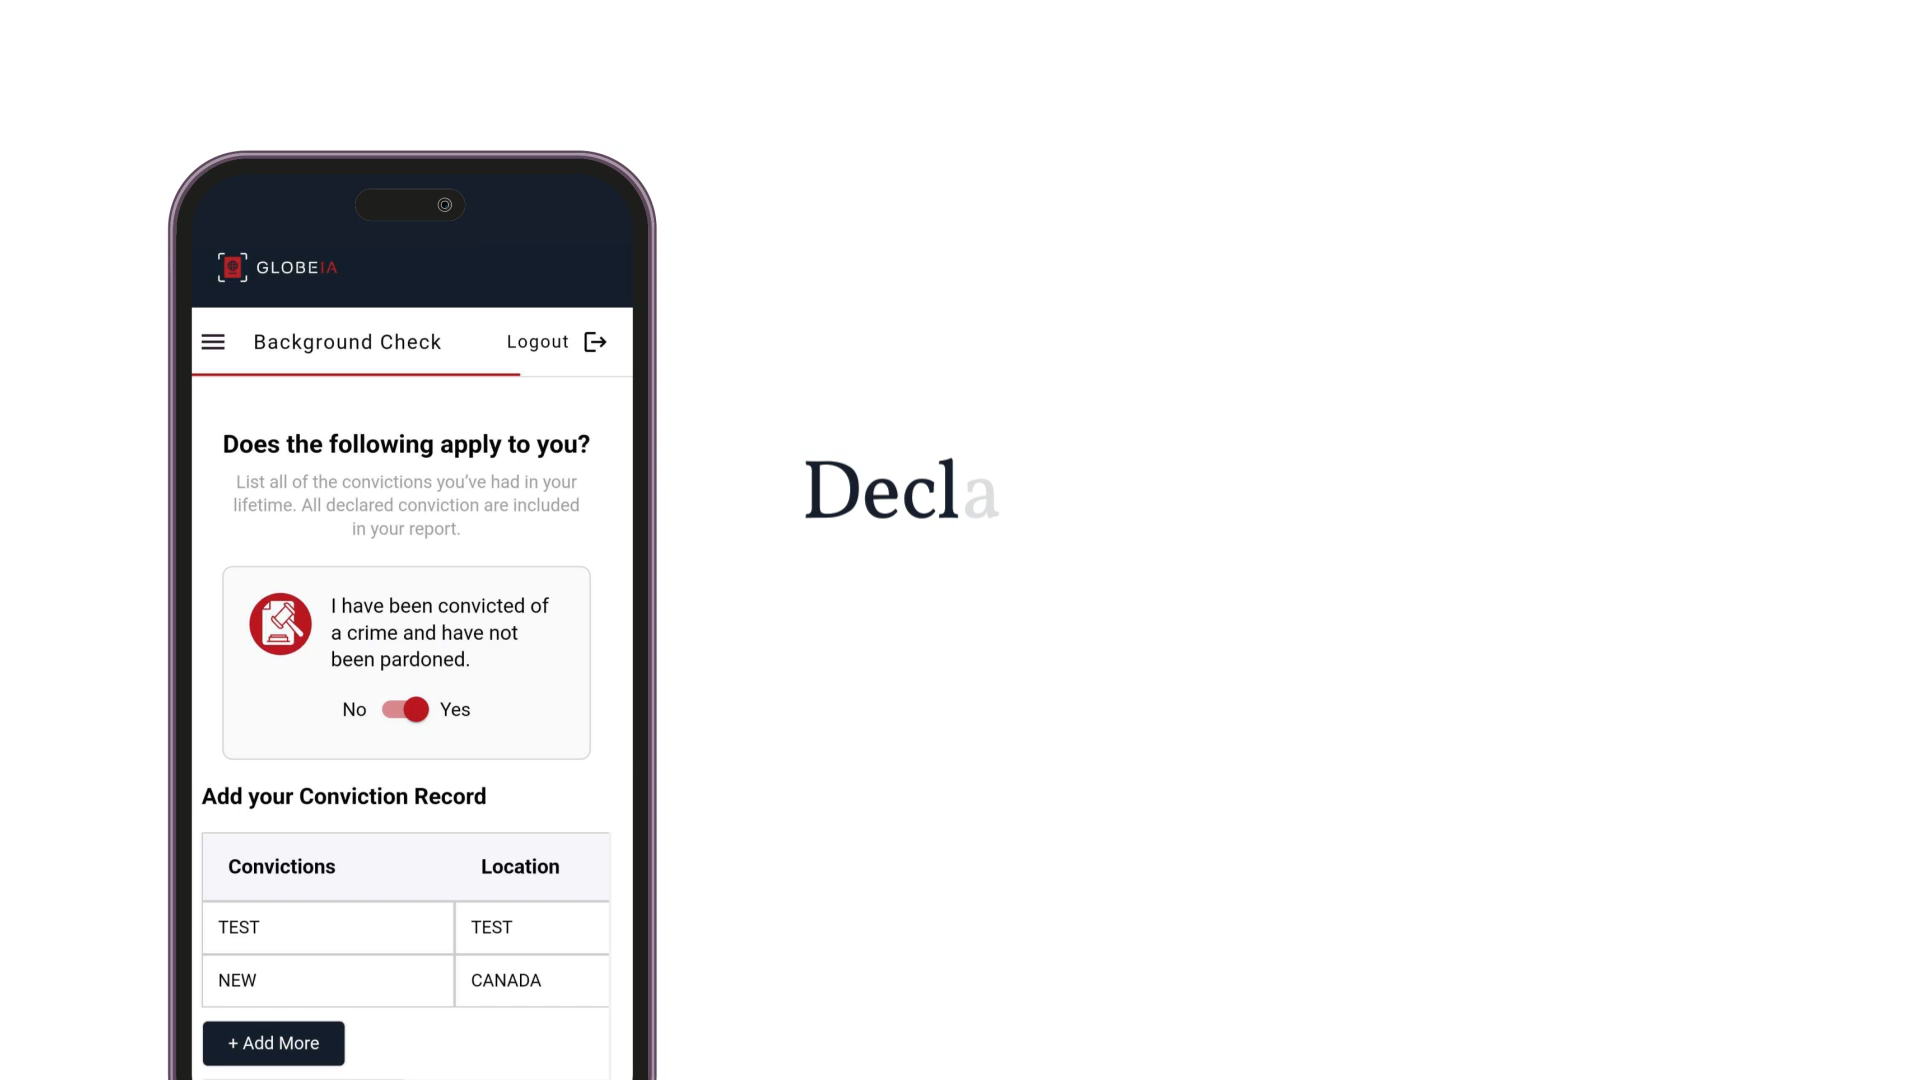 GLOBEIA
Background Check
Logout
Does the following apply to you?
List all of the convictions you've had in your
lifetime. All declared conviction are included
in your report.
I have been convicted of
a crime and have not
been pardoned.
No
Yes
Add your Conviction Record
Convictions
Location
TEST
TEST
NEW
CANADA
+ Add More
Decla